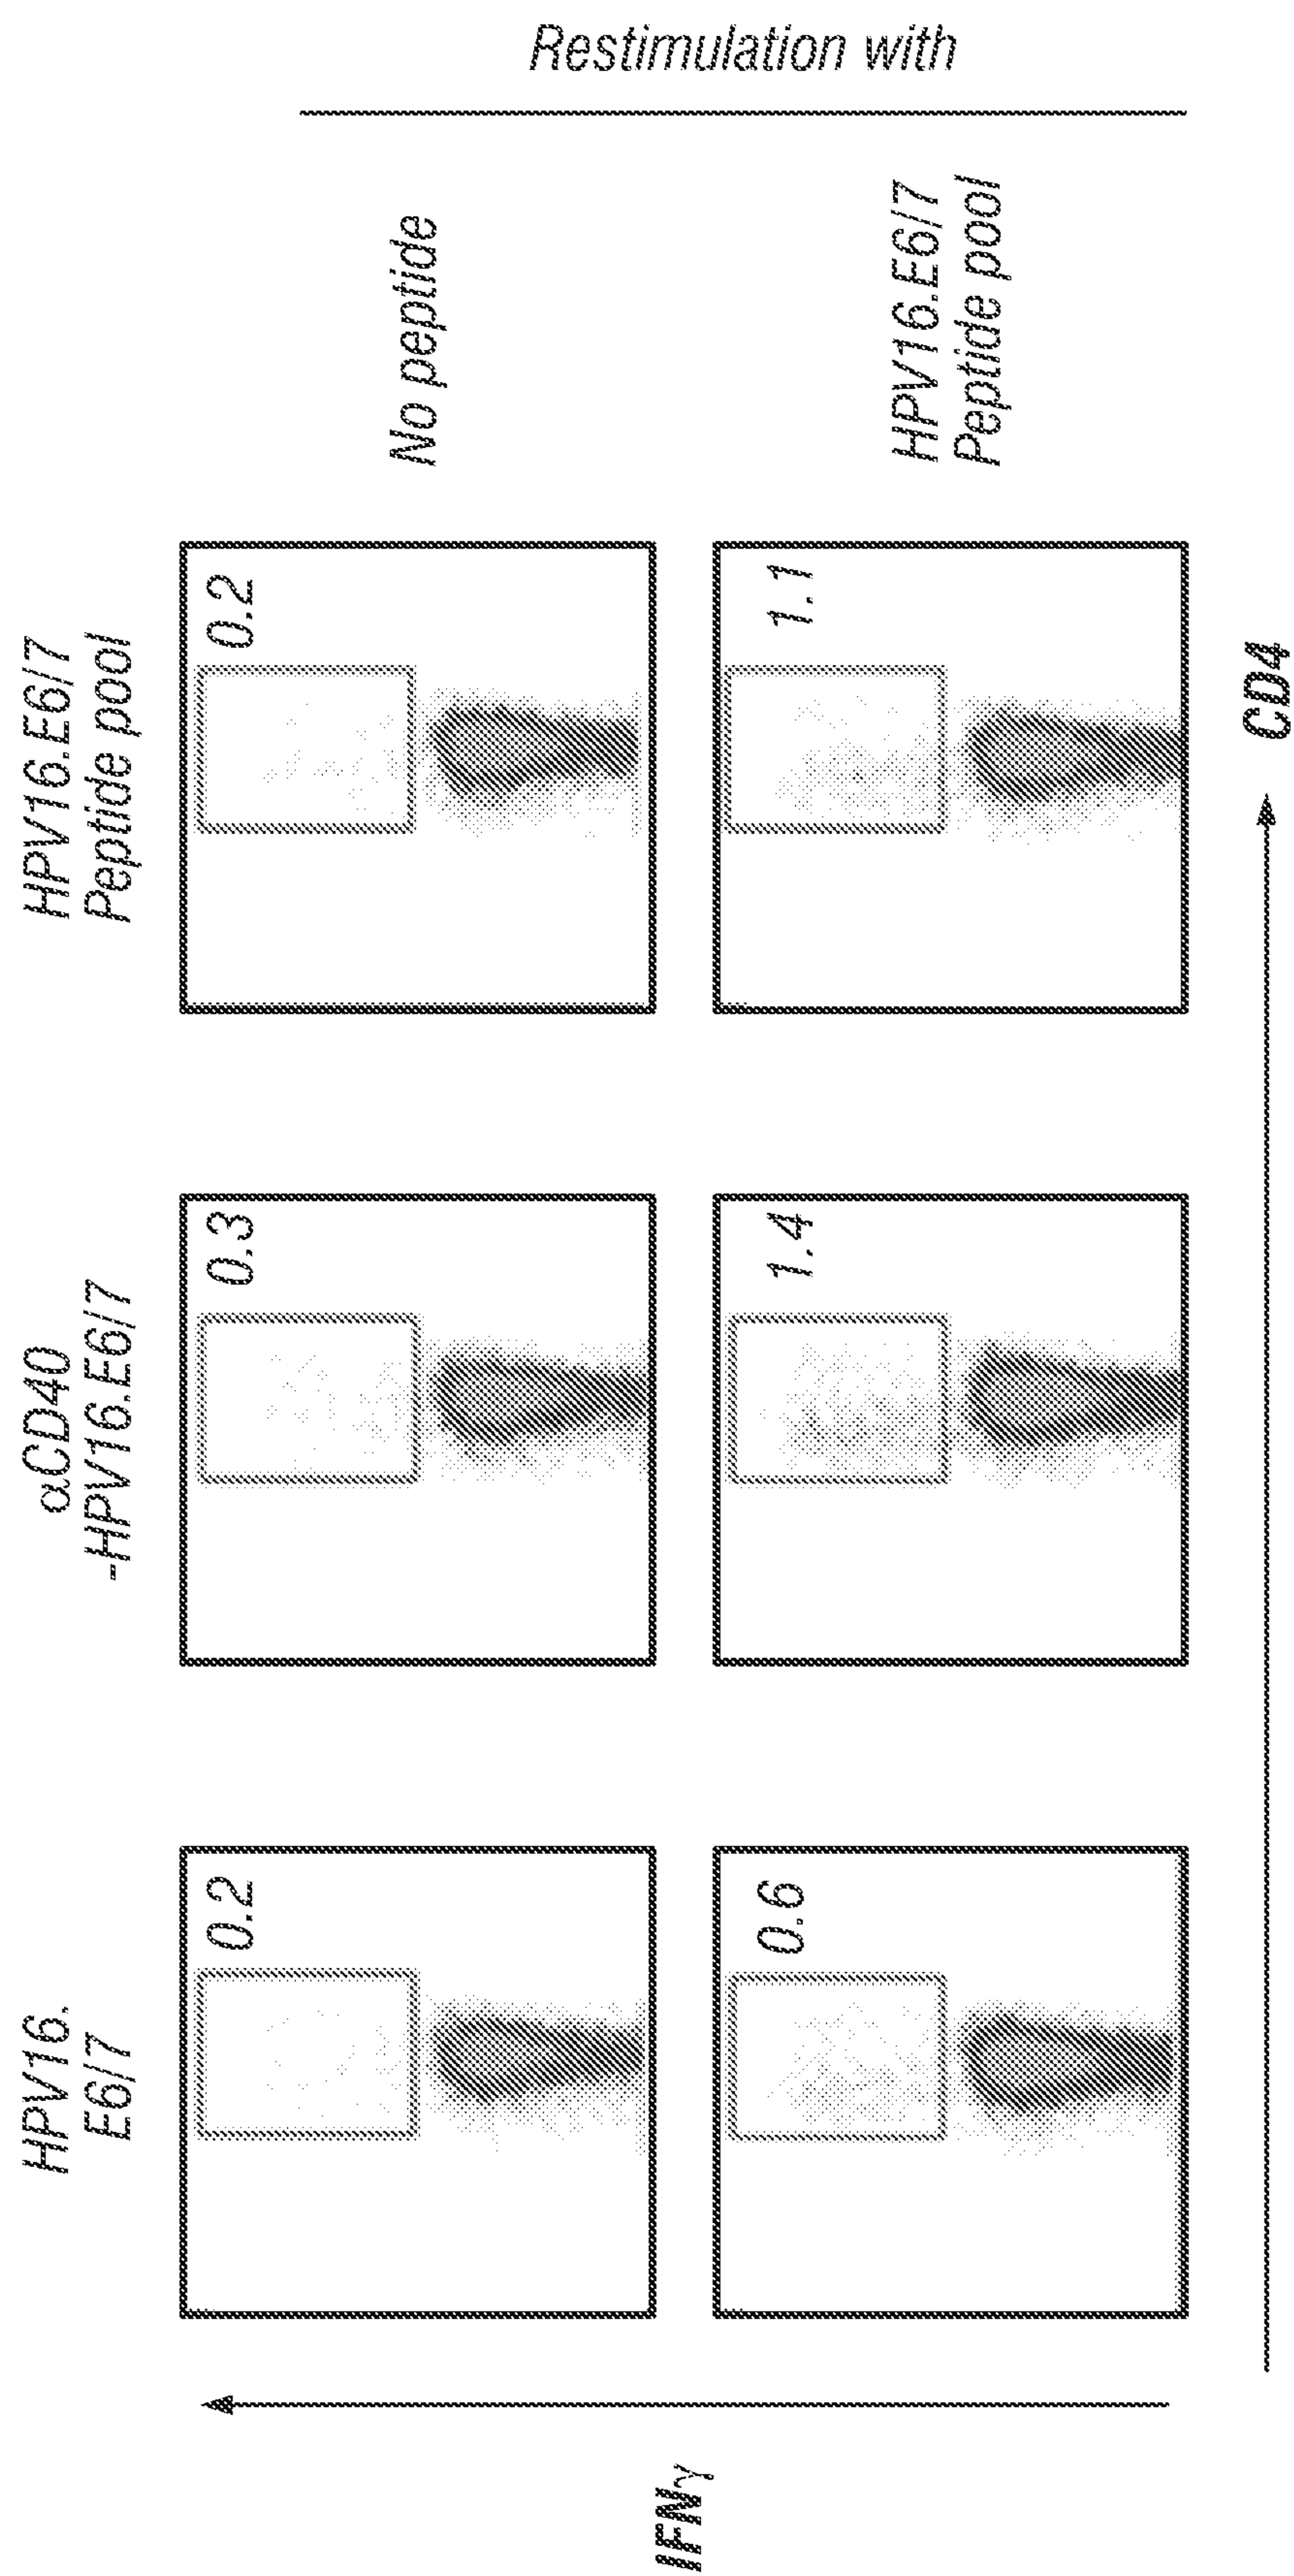 HPV16.
E6/7
αCD40
-HPV16.E6/7
HPV16.E6/7
Peptide pool
Restimulation with
0.2
0.3
0.2
No peptide
0.6
1.4
1.1
HPV16.E6/7
Peptide pool
IFNγ
CD4